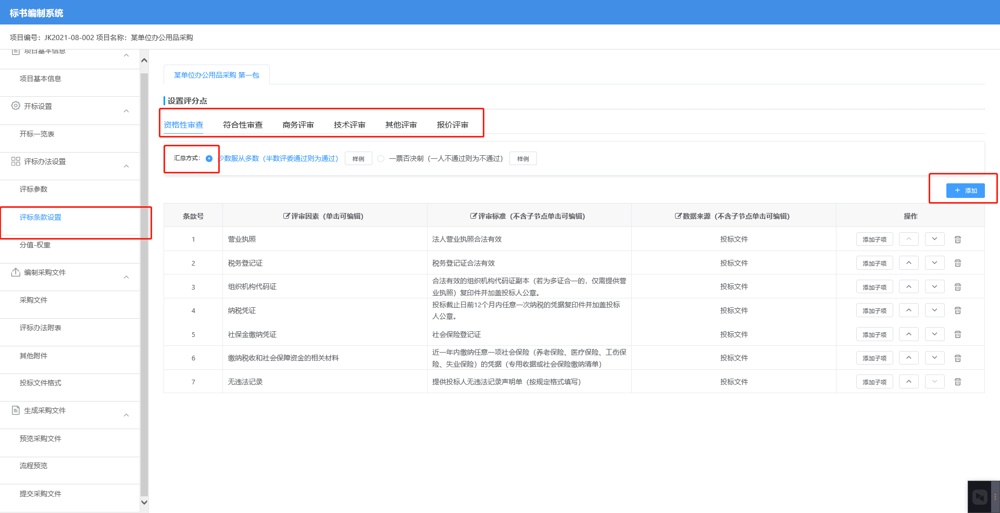 标书编制系统
项目编号：JK2021-08-002 项目名称：某单位办公用品采购
项目基本信息
项目基本信息
开标设置
开标一览表
评标办法设置
评标参数
评标条款设置
分值-权重
编制采购文件
采购文件
评标办法附表
其他附件
投标文件格式
生成采购文件
预览采购文件
流程预览
提交采购文件
某单位办公用品采购 第一包
设置评分点
资格性审查 符合性审查 商务评审 技术评审 其他评审 报价评审
汇总方式： 少数服从多数（半数评委通过则为通过） 样例 一票否决制（一人不通过则为不通过） 样例
+ 添加
条款号 评审因素（单击可编辑） 评审标准（不含子节点单击可编辑） 数据来源（不含子节点单击可编辑） 操作
1 营业执照 法人营业执照合法有效 投标文件 添加子项
2 税务登记证 税务登记证合法有效 投标文件 添加子项
3 组织机构代码证 合法有效的组织机构代码证副本（若为多证合一的，仅需提供营
业执照）复印件并加盖投标人公章。 投标文件 添加子项
4 纳税凭证 投标截止日前12个月内任意一次纳税的凭据复印件并加盖投标
人公章。 投标文件 添加子项
5 社保金缴纳凭证 社会保险登记证 投标文件 添加子项
6 缴纳税收和社会保障资金的相关材料 近一年内缴纳任意一项社会保险（养老保险、医疗保险、工伤保
险、失业保险）的凭据（专用收据或社会保险缴纳清单） 投标文件 添加子项
7 无违法记录 提供投标人无违法记录声明单（按规定格式填写） 投标文件 添加子项